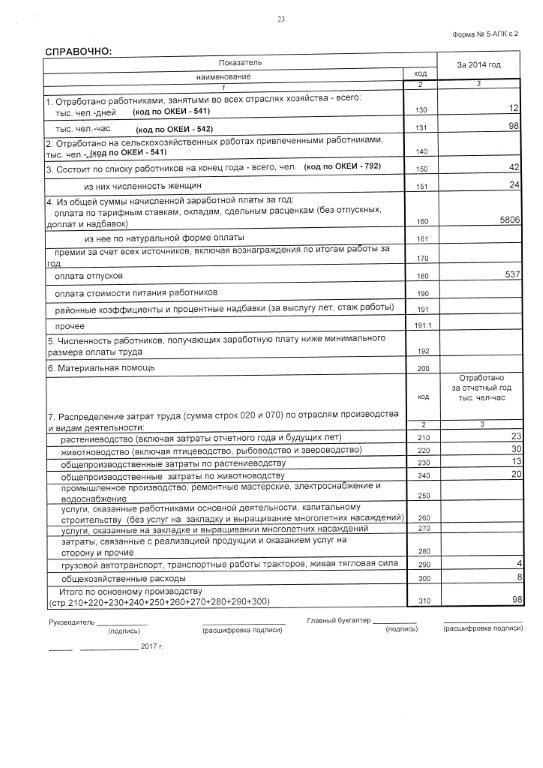 23
Форма № 5-АПК с.2
СПРАВОЧНО:
Показатель За 2014 год
наименование код
1 2 3
1. Отработано работниками, занятыми во всех отраслях хозяйства - всего:
тыс. чел.-дней (код по ОКЕИ - 541) 130 12
тыс. чел.-час (код по ОКЕИ - 542) 131 98
2. Отработано на сельскохозяйственных работах привлеченными работниками,
тыс. чел.- (код по ОКЕИ - 541) 140
3. Состоит по списку работников на конец года - всего, чел. (код по ОКЕИ - 792) 150 42
из них численность женщин 151 24
4. Из общей суммы начисленной заработной платы за год:
оплата по тарифным ставкам, окладам, сдельным расценкам (без отпускных,
доплат и надбавок) 160 5806
из нее по натуральной форме оплаты 161
премии за счет всех источников, включая вознаграждения по итогам работы за
год 170
оплата отпусков 180 537
оплата стоимости питания работников 190
районные коэффициенты и процентные надбавки (за выслугу лет, стаж работы) 191
прочее 191.1
5. Численность работников, получающих заработную плату ниже минимального
размера оплаты труда 192
6. Материальная помощь 200
код Отработано
за отчетный год
тыс. чел-час
7. Распределение затрат труда (сумма строк 020 и 070) по отраслям производства
и видам деятельности: 2 3
растениеводство (включая затраты отчетного года и будущих лет) 210 23
животноводство (включая птицеводство, рыбоводство и звероводство) 220 30
общепроизводственные затраты по растениеводству 230 13
общепроизводственные затраты по животноводству 240 20
промышленное производство, ремонтные мастерские, электроснабжение и
водоснабжение 250
услуги, оказанные работниками основной деятельности, капитальному
строительству (без услуг на закладку и выращивание многолетних насаждений) 260
услуги, оказанные на закладке и выращивании многолетних насаждений 270
затраты, связанные с реализацией продукции и оказанием услуг на
сторону и прочие 280
грузовой автотранспорт, транспортные работы тракторов, живая тягловая сила 290 4
общехозяйственные расходы 300 8
Итого по основному производству
(стр.210+220+230+240+250+260+270+280+290+300) 310 98
Руководитель Главный бухгалтер
(подпись) (расшифровка подписи) (подпись) (расшифровка подписи)
2017 г.